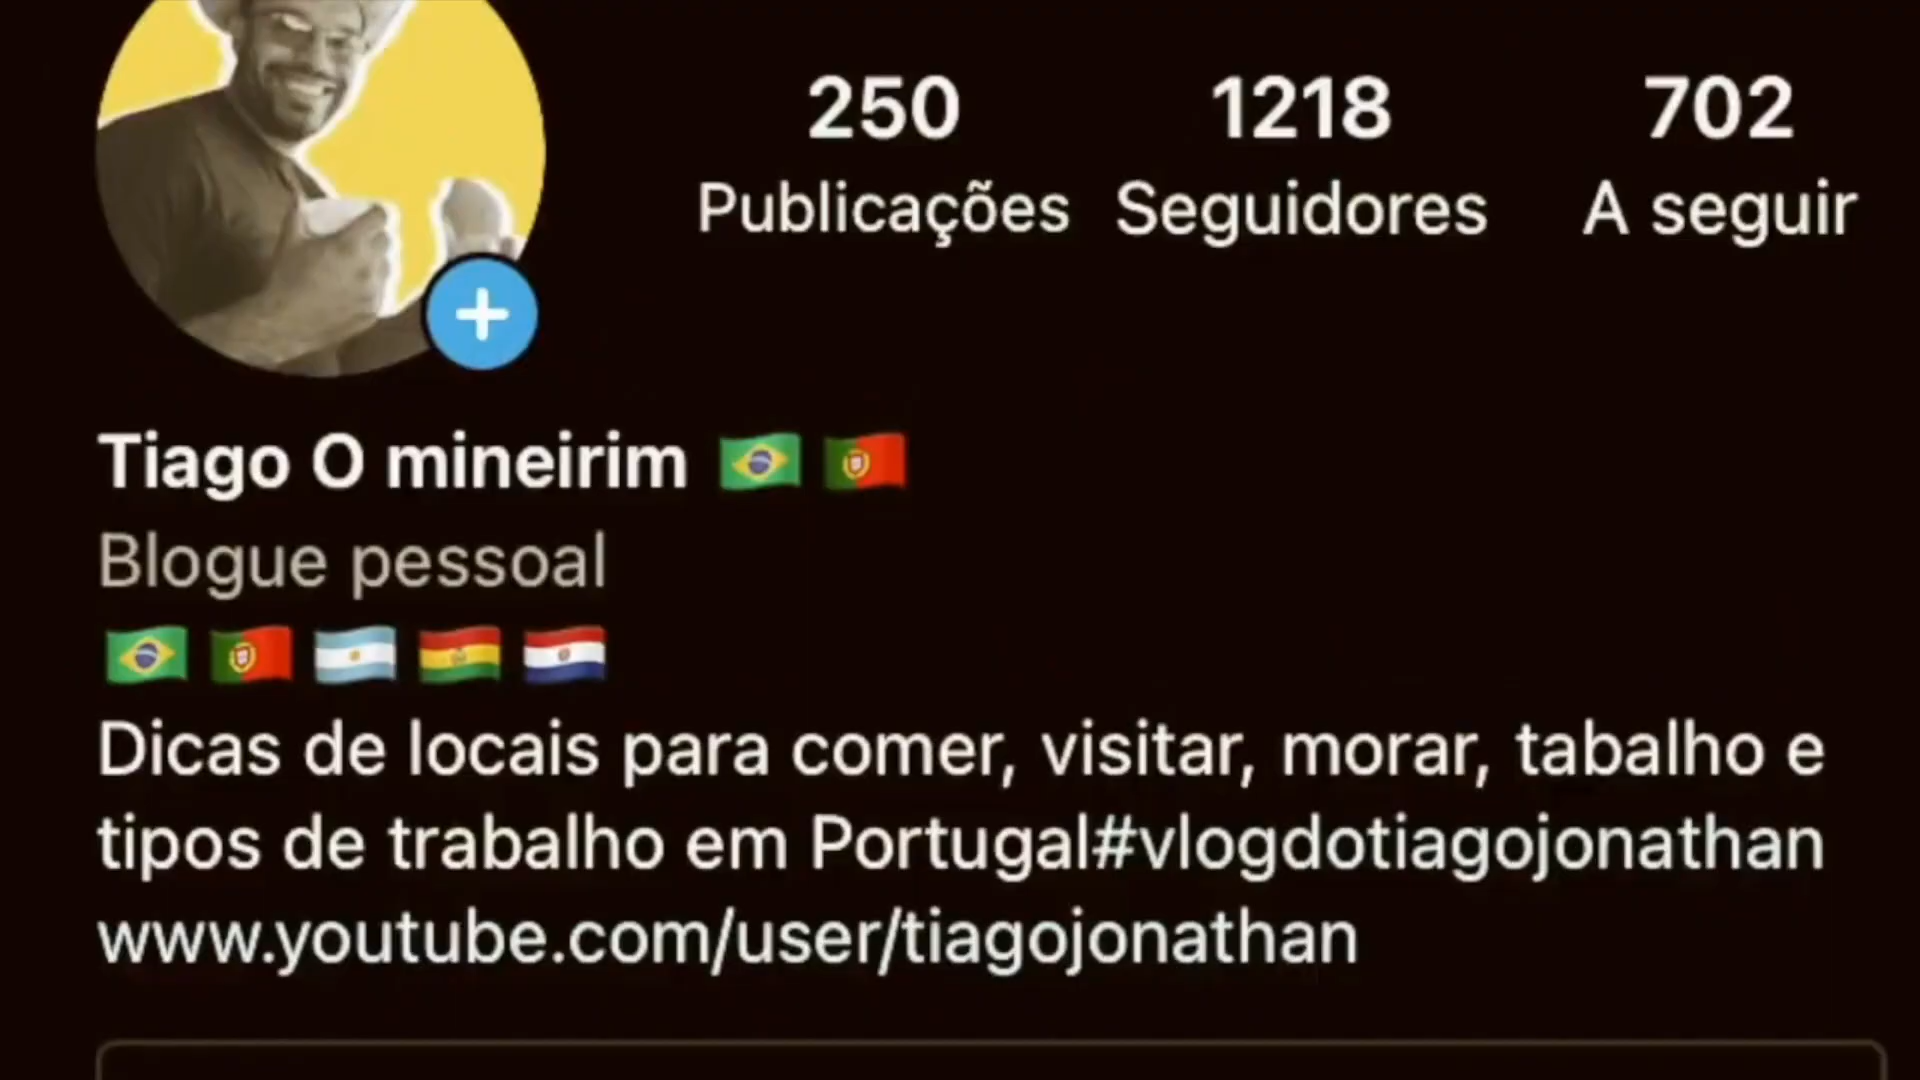 250 1218 702
Publicações Seguidores A seguir
Tiago O mineirim 🇧🇷 🇵🇹
Blogue pessoal
🇧🇷 🇵🇹 🇦🇷 🇧🇴 🇵🇾
Dicas de locais para comer, visitar, morar, tabalho e
tipos de trabalho em Portugal#vlogdotiagojonathan
www.youtube.com/user/tiagojonathan